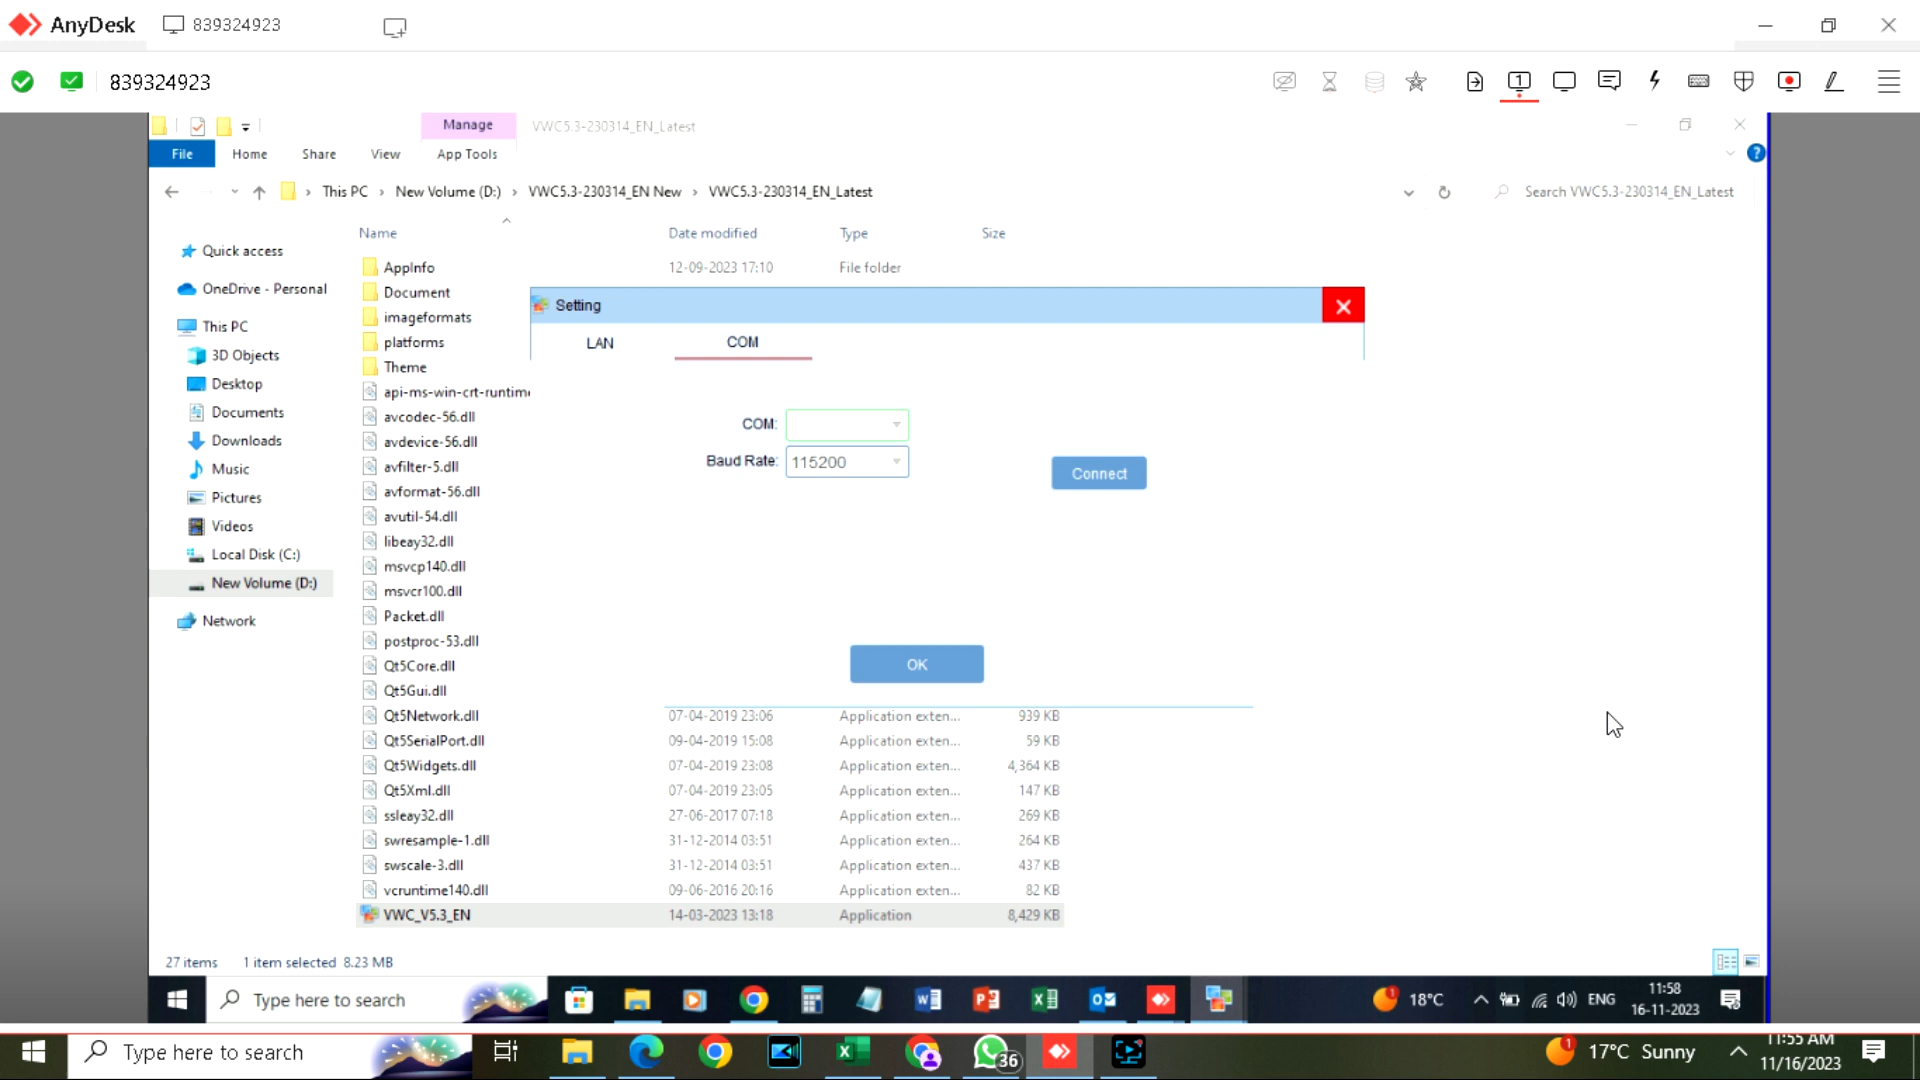 AnyDesk 839324923
839324923
Manage VWC5.3-230314_EN_Latest
File Home Share View App Tools
This PC New Volume (D:) VWC5.3-230314_EN New VWC5.3-230314_EN_Latest Search VWC5.3-230314_EN_Latest
Name Date modified Type Size
Quick access
OneDrive - Personal
This PC
3D Objects
Desktop
Documents
Downloads
Music
Pictures
Videos
Local Disk (C:)
New Volume (D:)
Network
AppInfo 12-09-2023 17:10 File folder
Document
imageformats
platforms
Theme
api-ms-win-crt-runtime
avcodec-56.dll
avdevice-56.dll
avfilter-5.dll
avformat-56.dll
avutil-54.dll
libeay32.dll
msvcp140.dll
msvcr100.dll
Packet.dll
postproc-53.dll
Qt5Core.dll
Qt5Gui.dll
Qt5Network.dll 07-04-2019 23:06 Application exten... 939 KB
Qt5SerialPort.dll 09-04-2019 15:08 Application exten... 59 KB
Qt5Widgets.dll 07-04-2019 23:08 Application exten... 4,364 KB
Qt5Xml.dll 07-04-2019 23:05 Application exten... 147 KB
ssleay32.dll 27-06-2017 07:18 Application exten... 269 KB
swresample-1.dll 31-12-2014 03:51 Application exten... 264 KB
swscale-3.dll 31-12-2014 03:51 Application exten... 437 KB
vcruntime140.dll 09-06-2016 20:16 Application exten... 82 KB
VWC_V5.3_EN 14-03-2023 13:18 Application 8,429 KB
Setting
LAN COM
COM:
Baud Rate: 115200
Connect
OK
27 items 1 item selected 8.23 MB
Type here to search 18°C ENG 11:58
16-11-2023
Type here to search 36 17°C Sunny 11:55 AM
11/16/2023